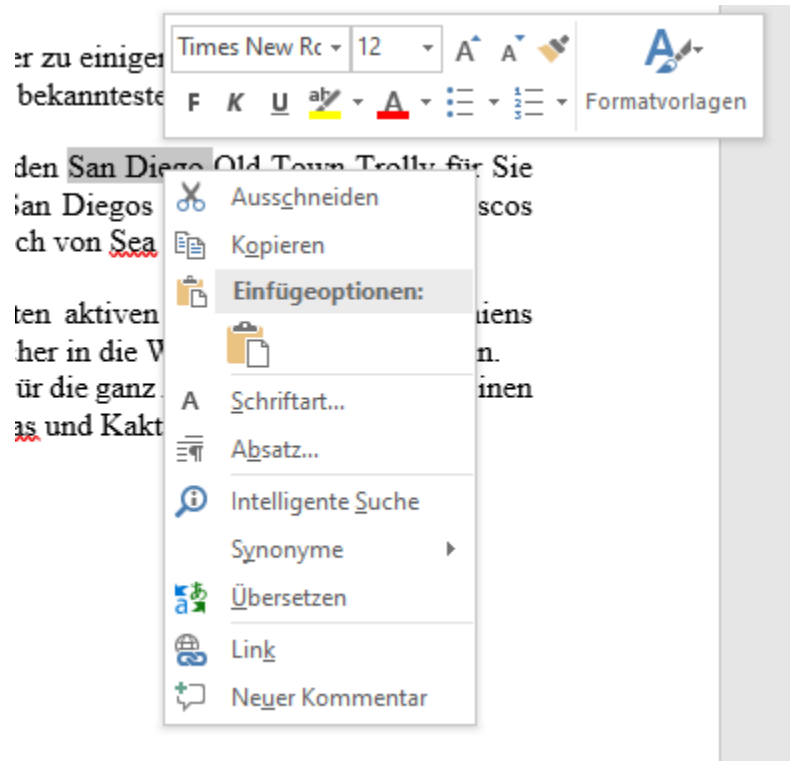 Times New Rc 12 A A
F K U ab A Formatvorlagen
er zu einigen
bekannteste
den San Diego Old Town Trolly für Sie
San Diegos scos
ch von Sea
ten aktiven niens
her in die W n.
ür die ganz inen
as und Kakt
Ausschneiden
Kopieren
Einfügeoptionen:
A Schriftart...
Absatz...
Intelligente Suche
Synonyme
Übersetzen
Link
Neuer Kommentar